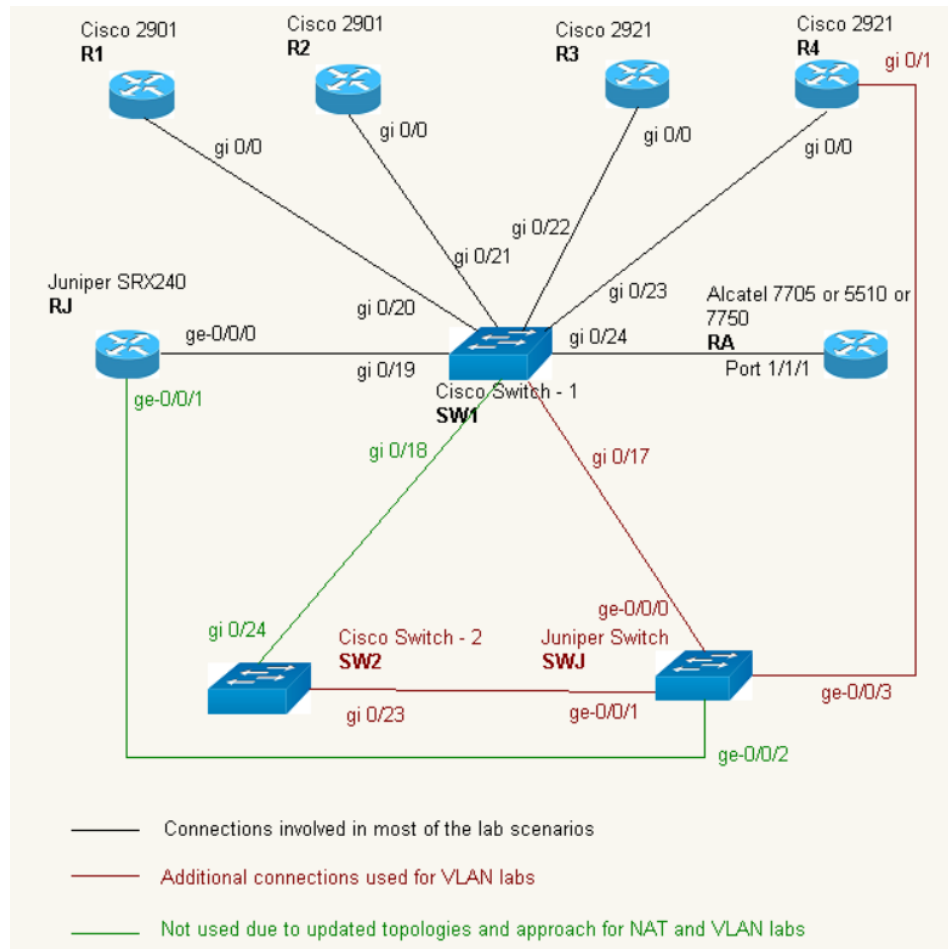 Cisco 2901
R1
Cisco 2901
R2
Cisco 2921
R3
Cisco 2921
R4
gi 0/1
gi 0/0
gi 0/0
gi 0/0
gi 0/0
gi 0/22
gi 0/21
gi 0/23
gi 0/20
Juniper SRX240
RJ
Alcatel 7705 or 5510 or
7750
RA
ge-0/0/0
gi 0/24
gi 0/19
Port 1/1/1
ge-0/0/1
Cisco Switch - 1
SW1
gi 0/18
gi 0/17
ge-0/0/0
gi 0/24
Cisco Switch - 2
SW2
Juniper Switch
SWJ
ge-0/0/3
gi 0/23
ge-0/0/1
ge-0/0/2
Connections involved in most of the lab scenarios
Additional connections used for VLAN labs
Not used due to updated topologies and approach for NAT and VLAN labs